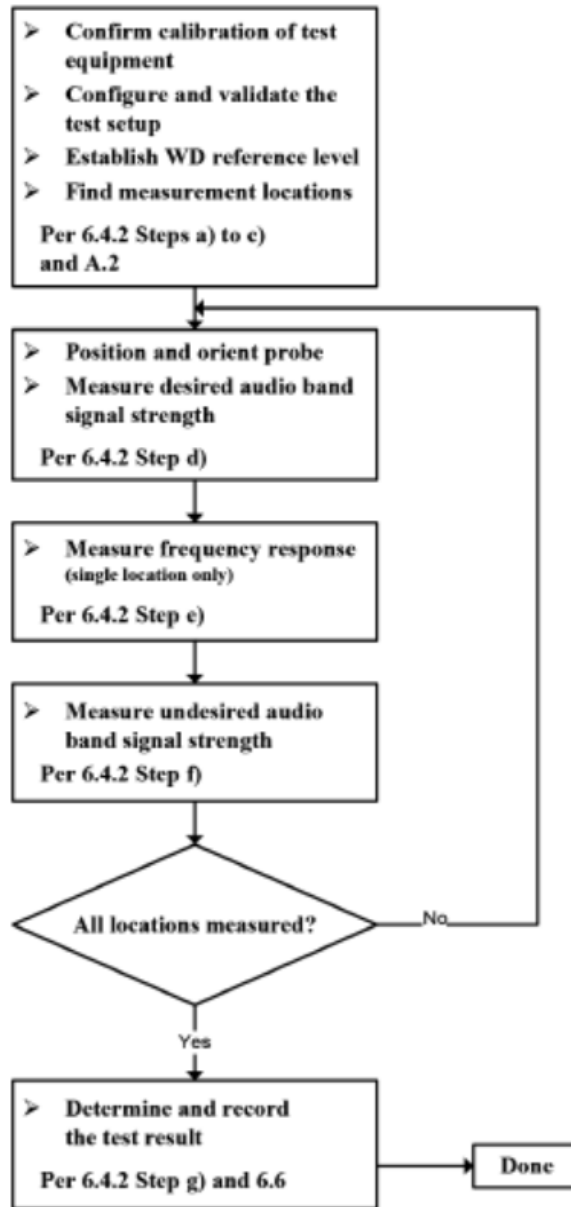 ➢ Confirm calibration of test
equipment
➢ Configure and validate the
test setup
➢ Establish WD reference level
➢ Find measurement locations
Per 6.4.2 Steps a) to c)
and A.2
➢ Position and orient probe
➢ Measure desired audio band
signal strength
Per 6.4.2 Step d)
➢ Measure frequency response
(single location only)
Per 6.4.2 Step e)
➢ Measure undesired audio
band signal strength
Per 6.4.2 Step f)
All locations measured?
No
Yes
➢ Determine and record
the test result
Per 6.4.2 Step g) and 6.6
Done